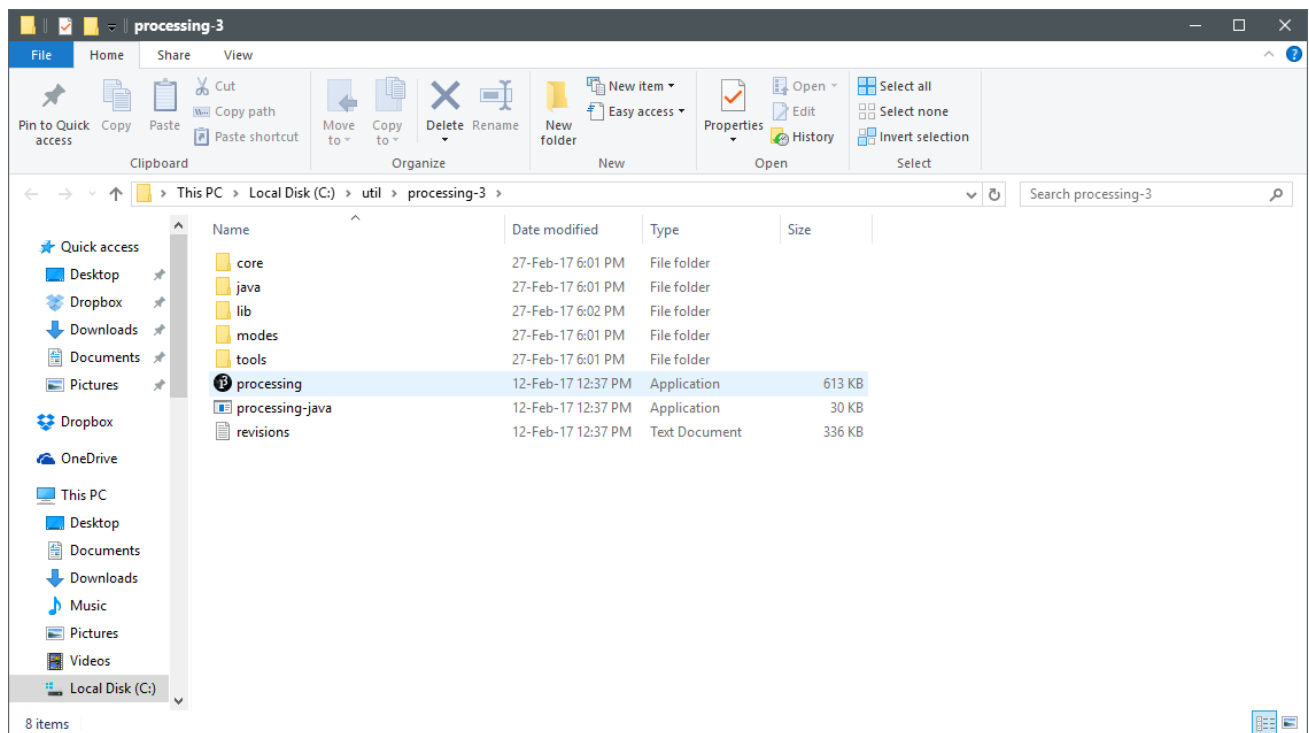 processing-3
File Home Share View
Pin to Quick access Copy Paste Cut Copy path Paste shortcut
Clipboard
Move to Copy to Delete Rename
Organize
New folder New item Easy access
New
Properties Open Edit History
Open
Select all Select none Invert selection
Select
This PC Local Disk (C:) util processing-3 Search processing-3
Quick access
Desktop
Dropbox
Downloads
Documents
Pictures
Dropbox
OneDrive
This PC
Desktop
Documents
Downloads
Music
Pictures
Videos
Local Disk (C:)
Name Date modified Type Size
core 27-Feb-17 6:01 PM File folder
java 27-Feb-17 6:01 PM File folder
lib 27-Feb-17 6:02 PM File folder
modes 27-Feb-17 6:01 PM File folder
tools 27-Feb-17 6:01 PM File folder
processing 12-Feb-17 12:37 PM Application 613 KB
processing-java 12-Feb-17 12:37 PM Application 30 KB
revisions 12-Feb-17 12:37 PM Text Document 336 KB
8 items